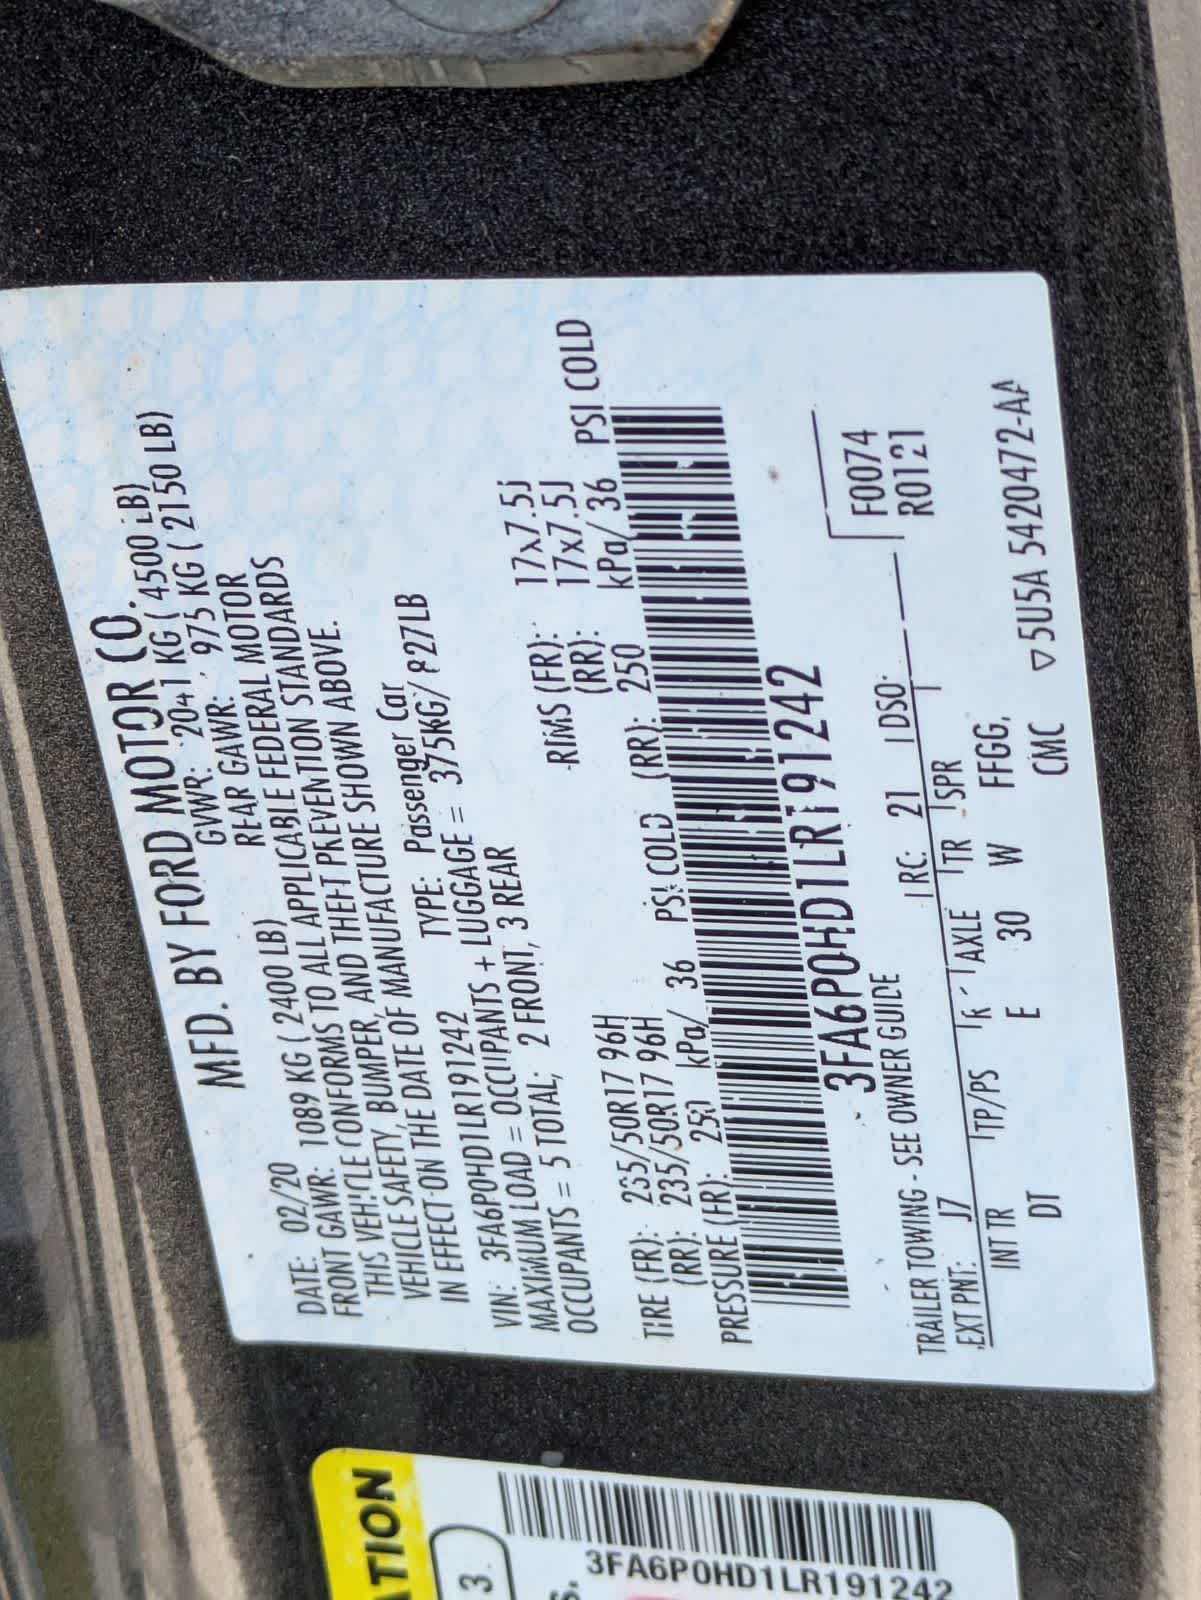 MFD. BY FORD MOTOR CO.
DATE: 02/20 GVWR: 2041 KG ( 4500 LB)
FRONT GAWR: 1089 KG ( 2400 LB) REAR GAWR: 975 KG ( 2150 LB)
THIS VEHICLE CONFORMS TO ALL APPLICABLE FEDERAL MOTOR
VEHICLE SAFETY, BUMPER, AND THEFT PREVENTION STANDARDS
IN EFFECT ON THE DATE OF MANUFACTURE SHOWN ABOVE.
VIN: 3FA6P0HD1LR191242 TYPE: Passenger Car
MAXIMUM LOAD = OCCUPANTS + LUGGAGE = 375KG/ 827LB
OCCUPANTS = 5 TOTAL; 2 FRONT, 3 REAR
TIRE (FR): 235/50R17 96H RIMS (FR): 17x7.5J
(RR): 235/50R17 96H (RR): 17x7.5J
PRESSURE (FR): 250 kPa/ 36 PSI COLD (RR): 250 kPa/ 36 PSI COLD
3FA6P0HD1LR191242
TRAILER TOWING - SEE OWNER GUIDE
EXT PNT: J7 RC: 21 DSO: F0074
R0121
INT TR TP/PS R AXLE TR SPR
DT E 30 W FFGG,
CMC ▽5U5A 5420472-AA
ATION
3.
3FA6P0HD1LR191242